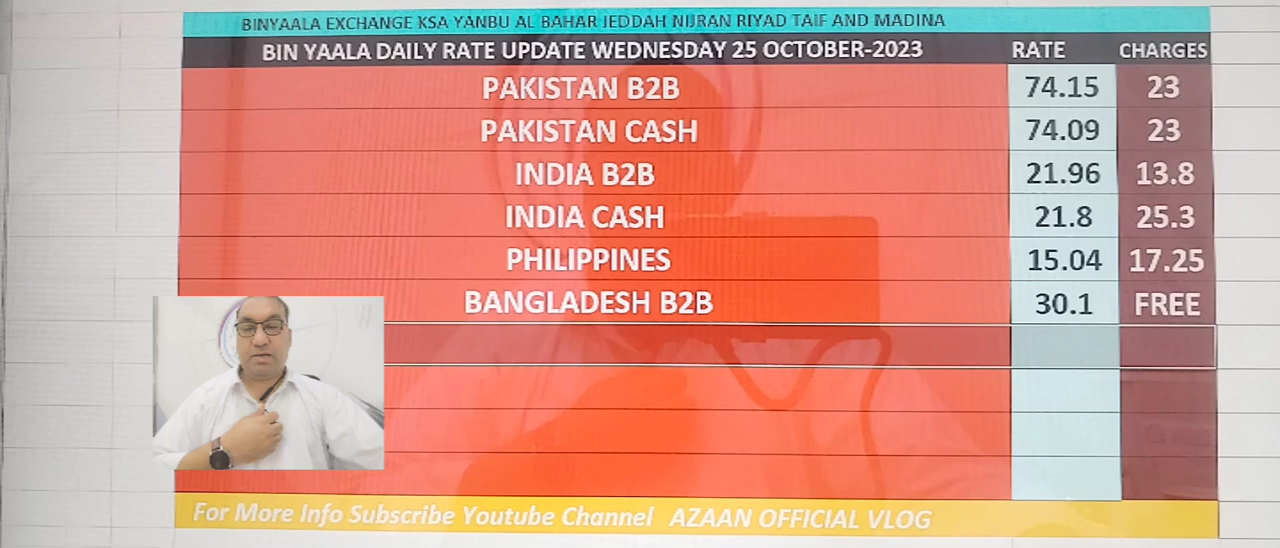 BINYAALA EXCHANGE KSA YANBU AL BAHAR JEDDAH NIJRAN RIYAD TAIF AND MADINA
BIN YAALA DAILY RATE UPDATE WEDNESDAY 25 OCTOBER-2023 RATE CHARGES
PAKISTAN B2B 74.15 23
PAKISTAN CASH 74.09 23
INDIA B2B 21.96 13.8
INDIA CASH 21.8 25.3
PHILIPPINES 15.04 17.25
BANGLADESH B2B 30.1 FREE
For More Info Subscribe Youtube Channel AZAAN OFFICIAL VLOG